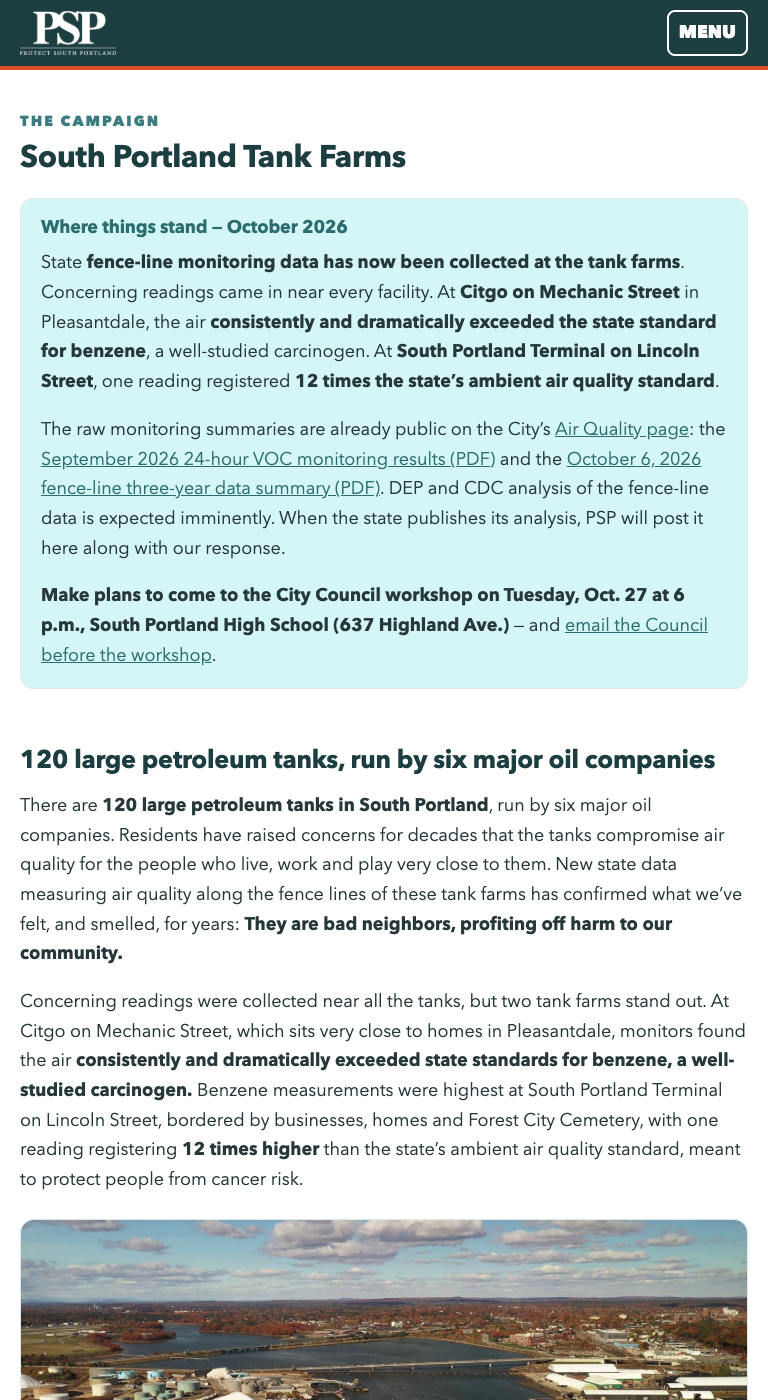 PSP
PROTECT SOUTH PORTLAND
MENU
THE CAMPAIGN
South Portland Tank Farms
Where things stand – October 2026
State fence-line monitoring data has now been collected at the tank farms.
Concerning readings came in near every facility. At Citgo on Mechanic Street in
Pleasantdale, the air consistently and dramatically exceeded the state standard
for benzene, a well-studied carcinogen. At South Portland Terminal on Lincoln
Street, one reading registered 12 times the state’s ambient air quality standard.
The raw monitoring summaries are already public on the City’s Air Quality page: the
September 2026 24-hour VOC monitoring results (PDF) and the October 6, 2026
fence-line three-year data summary (PDF). DEP and CDC analysis of the fence-line
data is expected imminently. When the state publishes its analysis, PSP will post it
here along with our response.
Make plans to come to the City Council workshop on Tuesday, Oct. 27 at 6
p.m., South Portland High School (637 Highland Ave.) – and email the Council
before the workshop.
120 large petroleum tanks, run by six major oil companies
There are 120 large petroleum tanks in South Portland, run by six major oil
companies. Residents have raised concerns for decades that the tanks compromise air
quality for the people who live, work and play very close to them. New state data
measuring air quality along the fence lines of these tank farms has confirmed what we’ve
felt, and smelled, for years: They are bad neighbors, profiting off harm to our
community.
Concerning readings were collected near all the tanks, but two tank farms stand out. At
Citgo on Mechanic Street, which sits very close to homes in Pleasantdale, monitors found
the air consistently and dramatically exceeded state standards for benzene, a well-
studied carcinogen. Benzene measurements were highest at South Portland Terminal
on Lincoln Street, bordered by businesses, homes and Forest City Cemetery, with one
reading registering 12 times higher than the state’s ambient air quality standard, meant
to protect people from cancer risk.